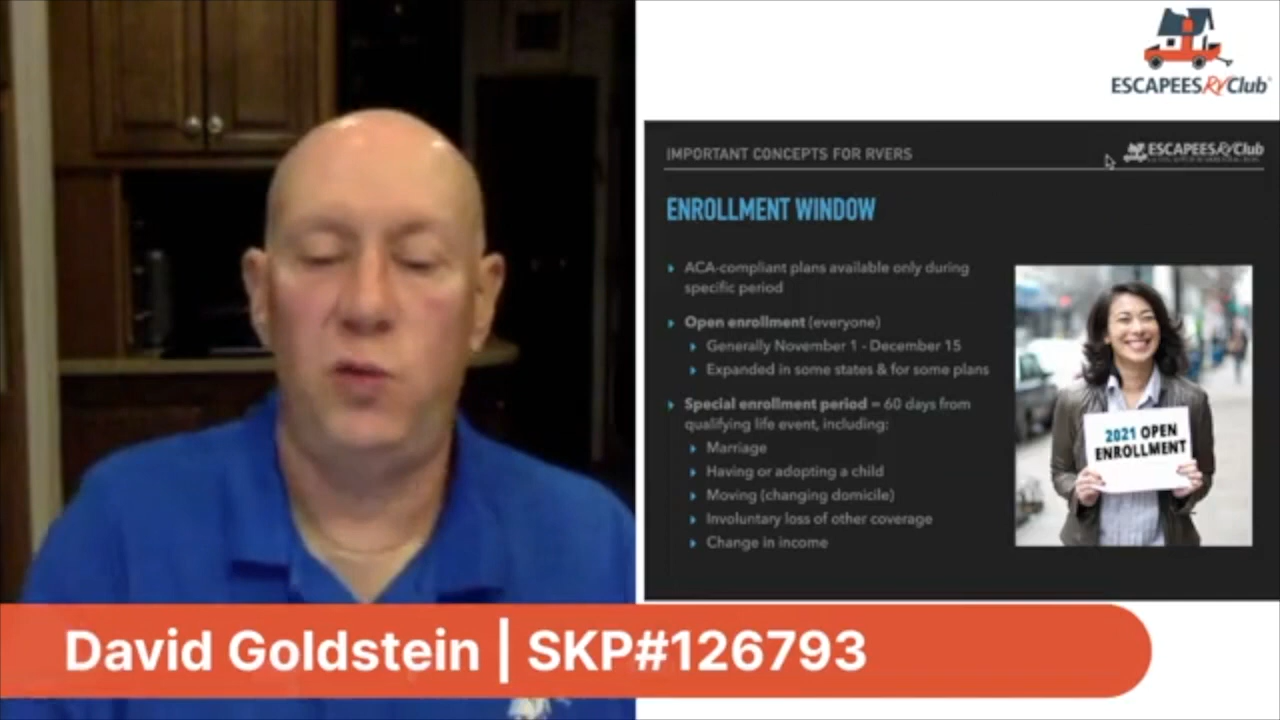 ESCAPEES RV Club
IMPORTANT CONCEPTS FOR RVERS
ESCAPEES RV Club
ENROLLMENT WINDOW
ACA-compliant plans available only during
specific period
Open enrollment (everyone)
Generally November 1 - December 15
Expanded in some states & for some plans
Special enrollment period = 60 days from
qualifying life event, including:
Marriage
Having or adopting a child
Moving (changing domicile)
Involuntary loss of other coverage
Change in income
2021 OPEN
ENROLLMENT
David Goldstein | SKP#126793